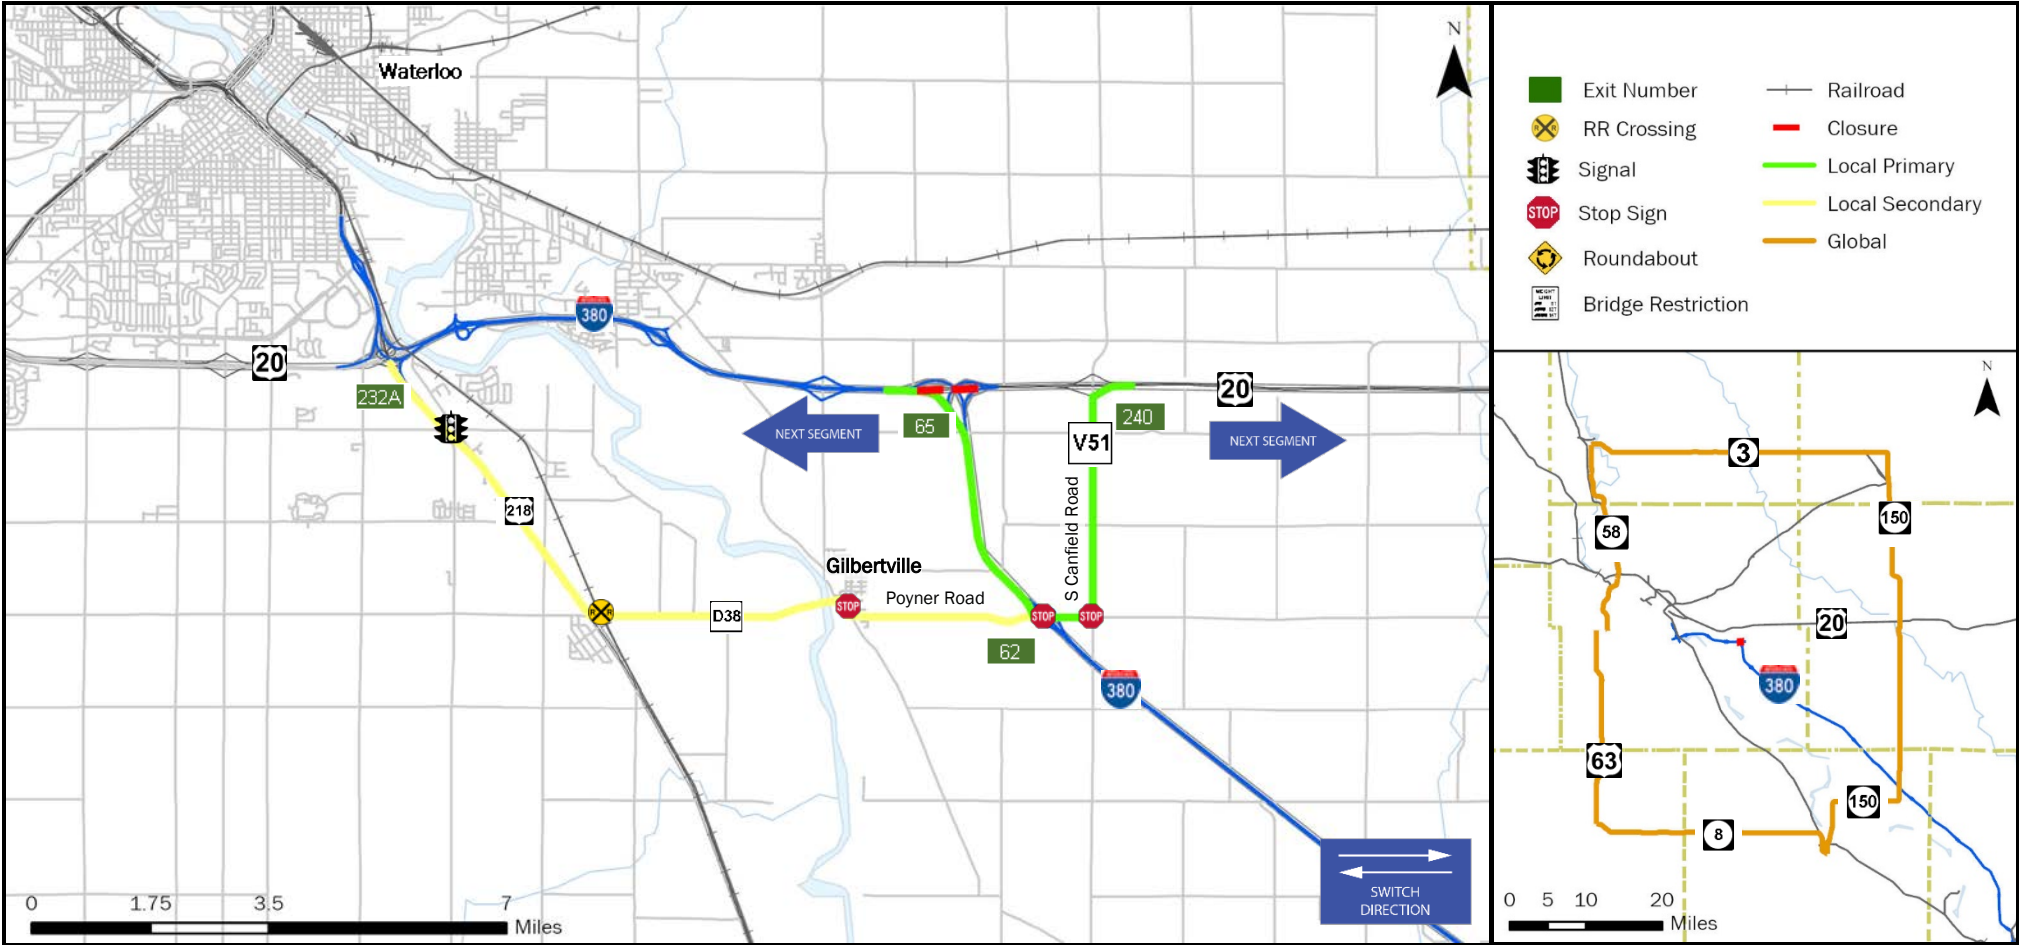 Waterloo
N
380
20
232A
65
240
20
NEXT SEGMENT
NEXT SEGMENT
V51
218
S Canfield Road
Gilbertville
Poyner Road
STOP
STOP
STOP
R R
D38
62
380
0 1.75 3.5 7
Miles
SWITCH
DIRECTION
Exit Number
R R
RR Crossing
Signal
STOP
Stop Sign
Roundabout
WEIGHT
LIMIT
Bridge Restriction
Railroad
Closure
Local Primary
Local Secondary
Global
N
3
150
58
20
380
63
150
8
0 5 10 20
Miles